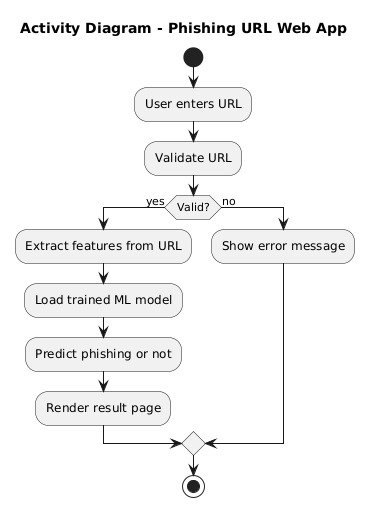 Activity Diagram - Phishing URL Web App
User enters URL
Validate URL
yes
Valid?
no
Extract features from URL
Show error message
Load trained ML model
Predict phishing or not
Render result page